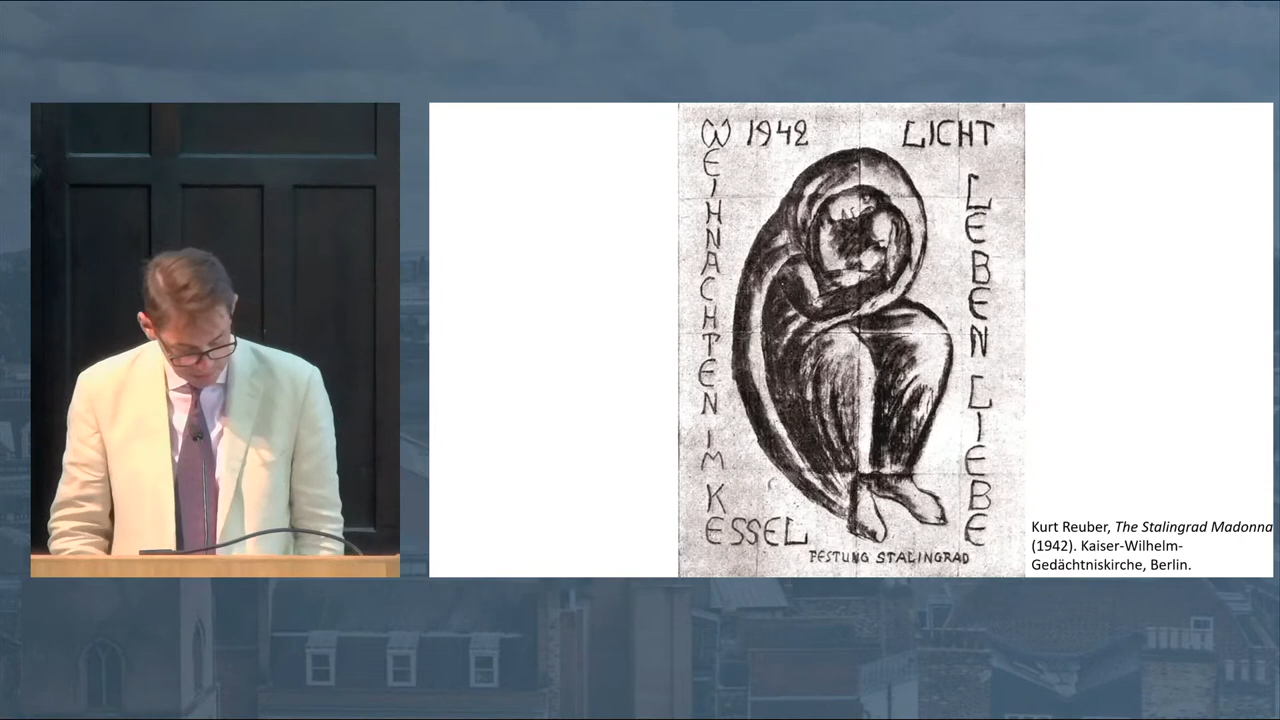 W 1942 LICHT
WEIHNACHTEN IM KESSEL
LEBEN LIEBE
FESTUNG STALINGRAD
Kurt Reuber, The Stalingrad Madonna
(1942). Kaiser-Wilhelm-
Gedächtniskirche, Berlin.